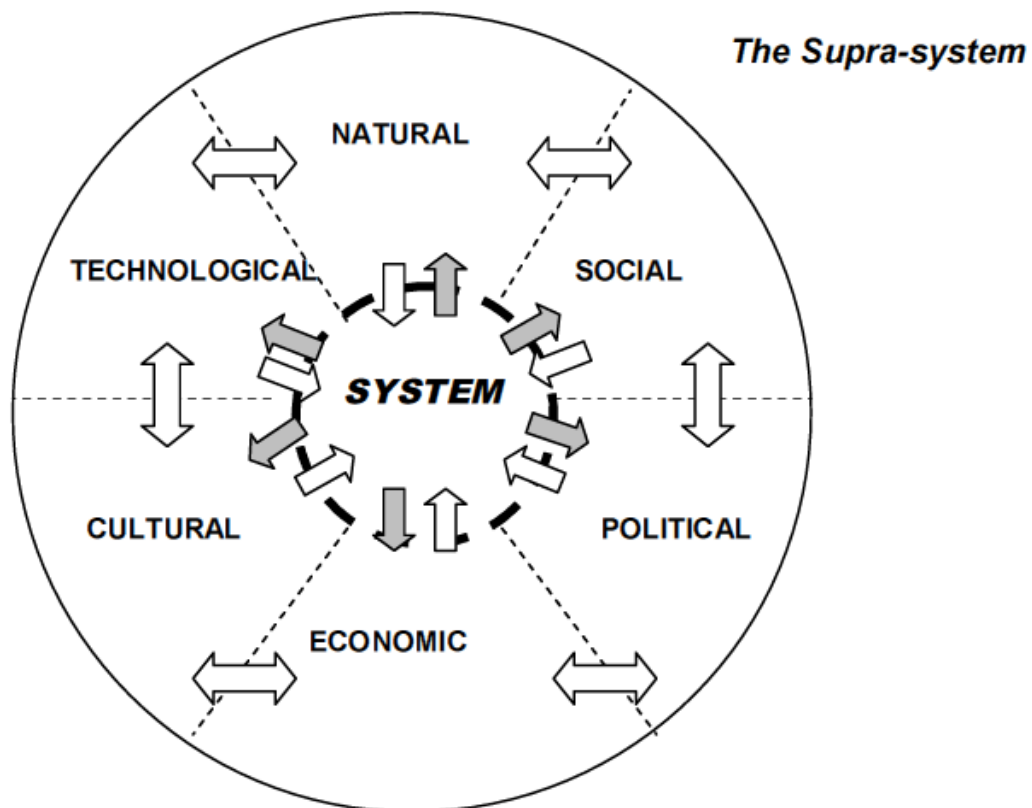 The Supra-system
NATURAL
TECHNOLOGICAL
SOCIAL
SYSTEM
CULTURAL
POLITICAL
ECONOMIC